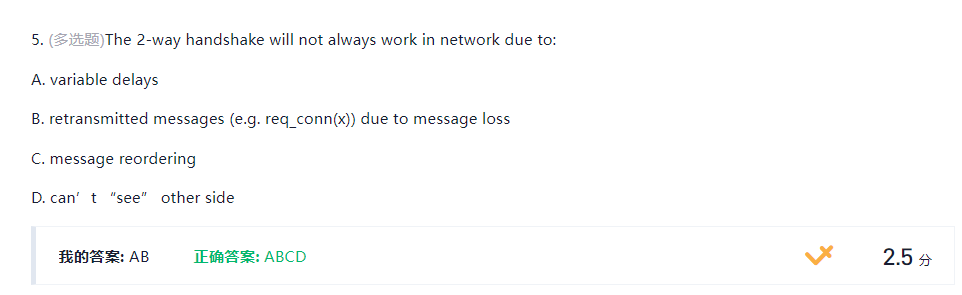 5. (多选题)The 2-way handshake will not always work in network due to:
A. variable delays
B. retransmitted messages (e.g. req_conn(x)) due to message loss
C. message reordering
D. can’ t “see” other side
我的答案: AB 正确答案: ABCD 2.5 分